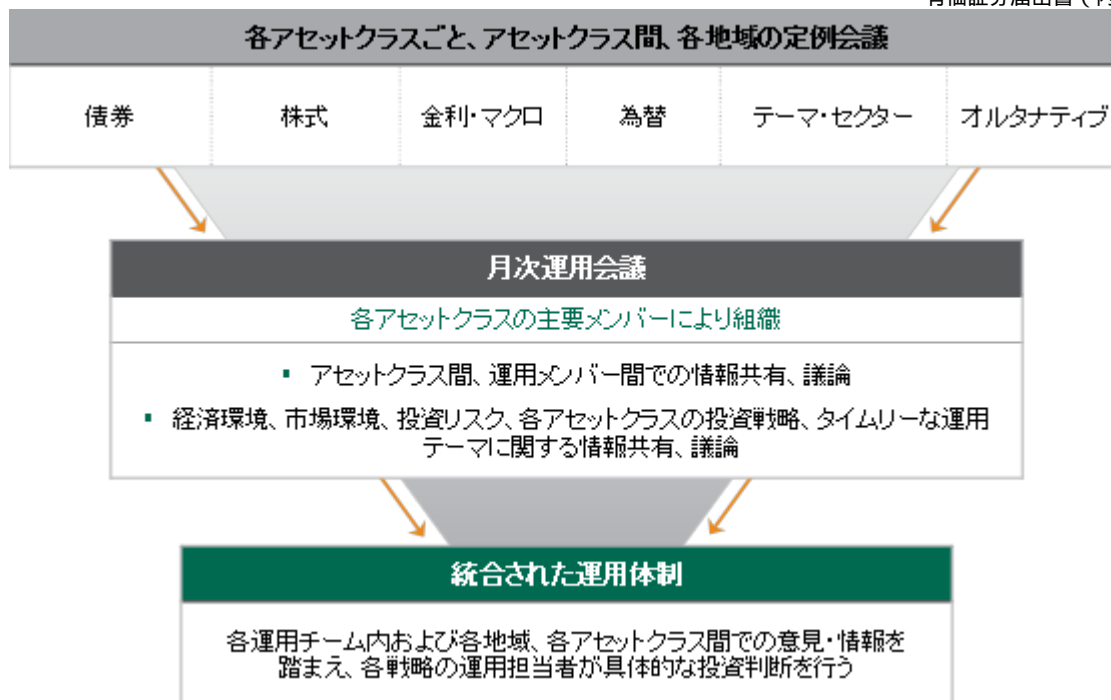 各アセットクラスごと、アセットクラス間、各地域の定例会議
債券 株式 金利・マクロ 為替 テーマ・セクター オルタナティブ
月次運用会議
各アセットクラスの主要メンバーにより組織
▪ アセットクラス間、運用メンバー間での情報共有、議論
▪ 経済環境、市場環境、投資リスク、各アセットクラスの投資戦略、タイムリーな運用
テーマに関する情報共有、議論
統合された運用体制
各運用チーム内および各地域、各アセットクラス間での意見・情報を
踏まえ、各戦略の運用担当者が具体的な投資判断を行う